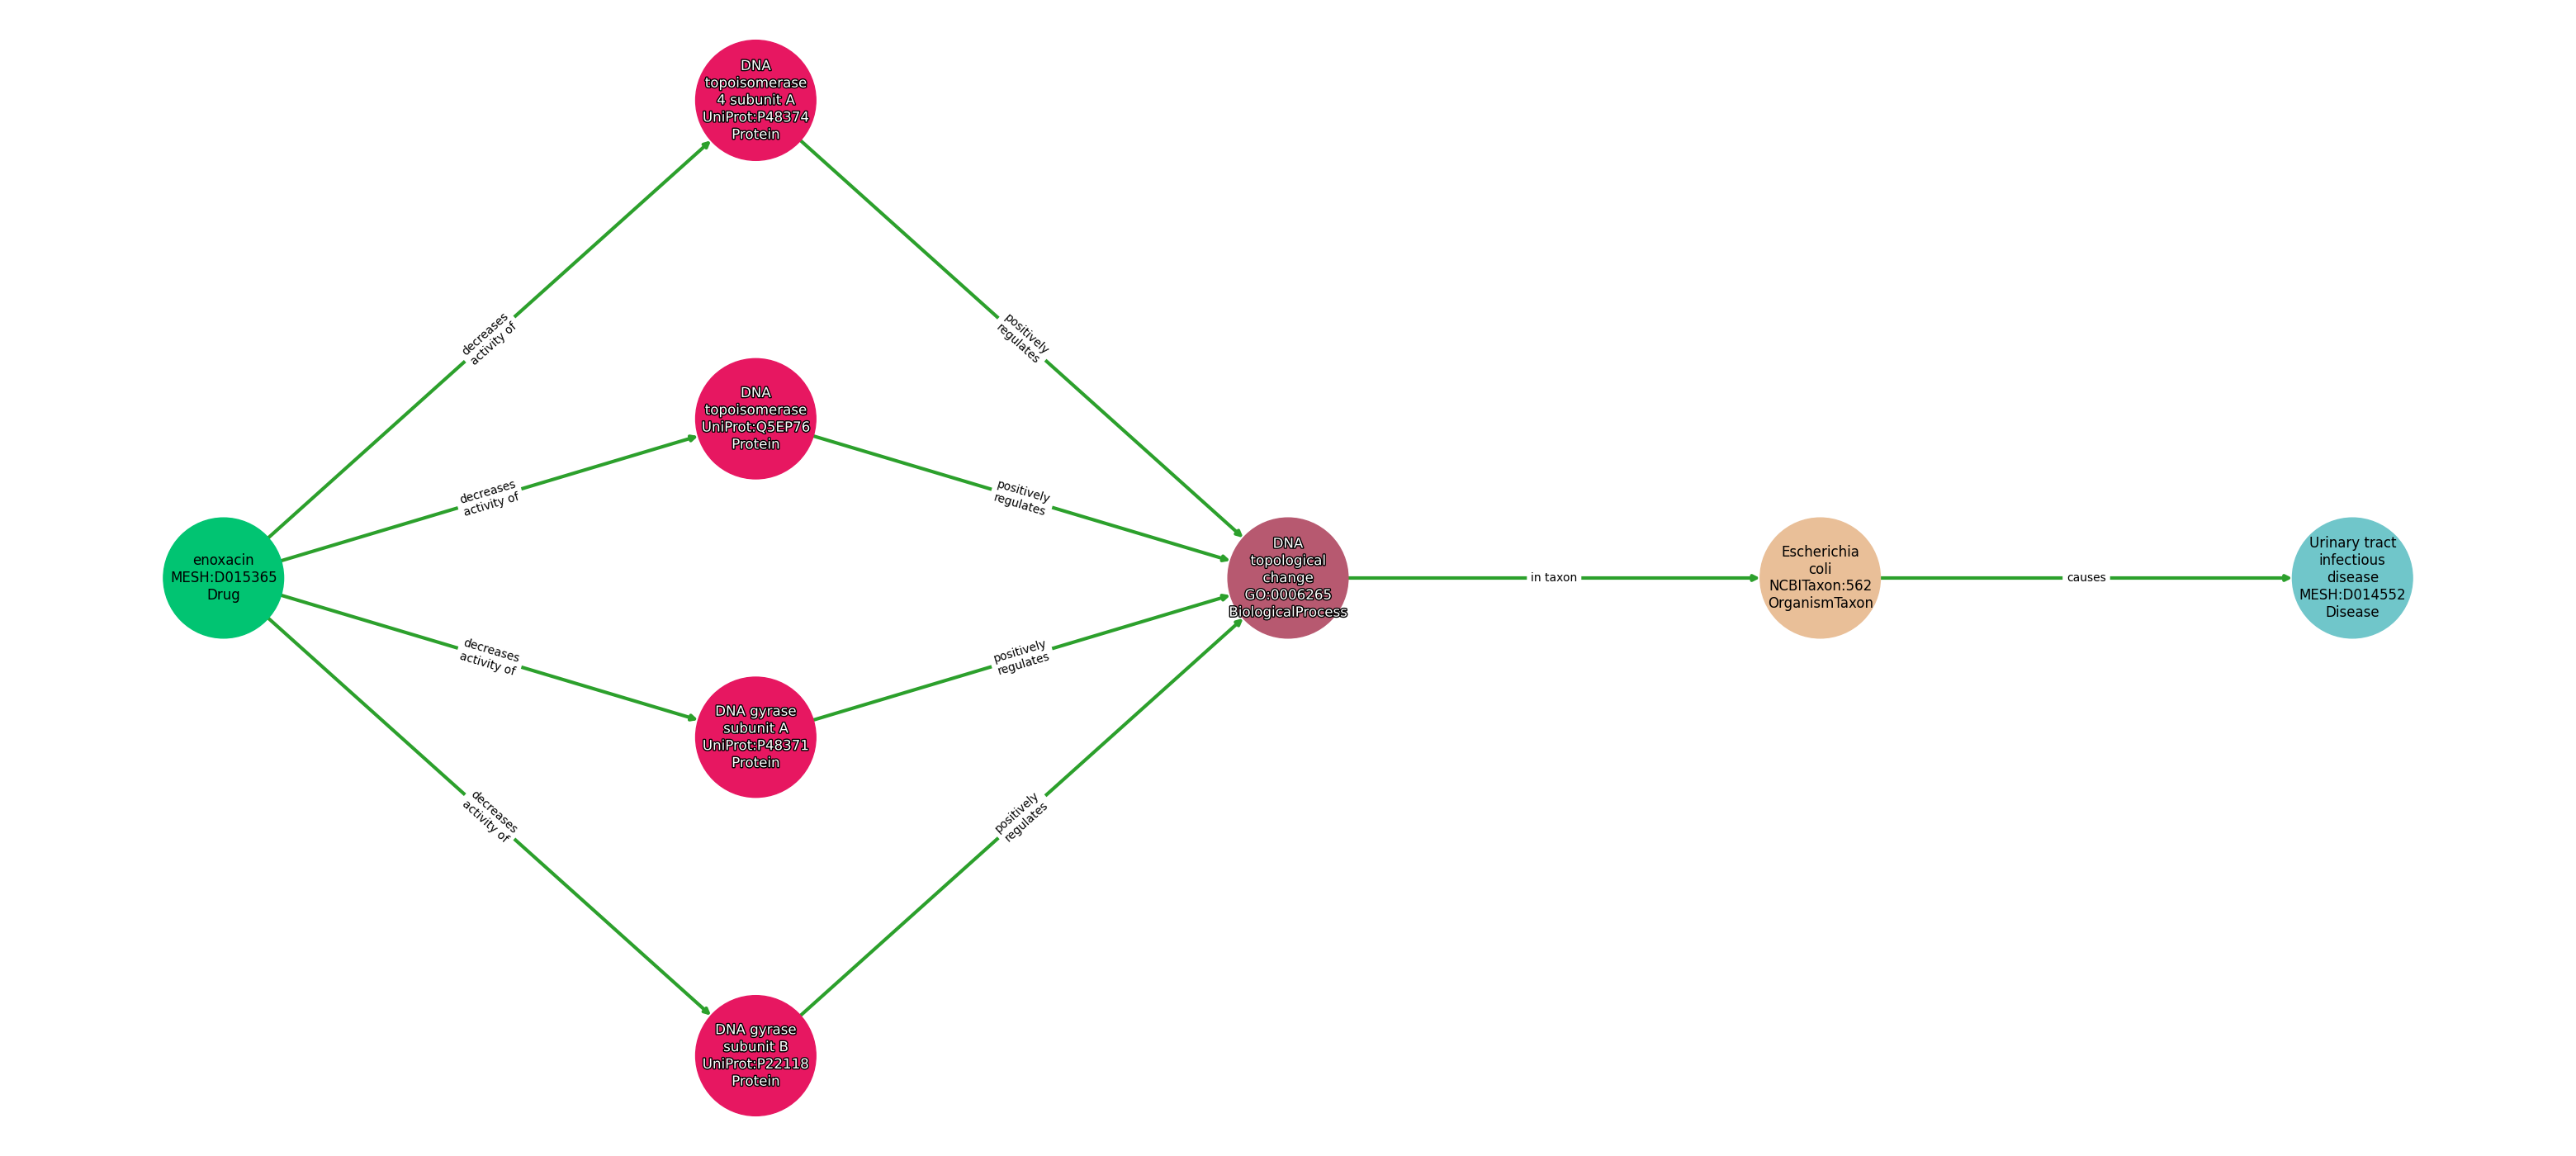 DNA
topoisomerase
4 subunit A
UniProt:P48374
Protein
decreases
activity of
positively
regulates
DNA
topoisomerase
UniProt:Q5EP76
Protein
decreases
activity of
positively
regulates
enoxacin
MESH:D015365
Drug
DNA
topological
change
GO:0006265
BiologicalProcess
in taxon
Escherichia
coli
NCBITaxon:562
OrganismTaxon
causes
Urinary tract
infectious
disease
MESH:D014552
Disease
decreases
activity of
positively
regulates
DNA gyrase
subunit A
UniProt:P48371
Protein
decreases
activity of
positively
regulates
DNA gyrase
subunit B
UniProt:P22118
Protein